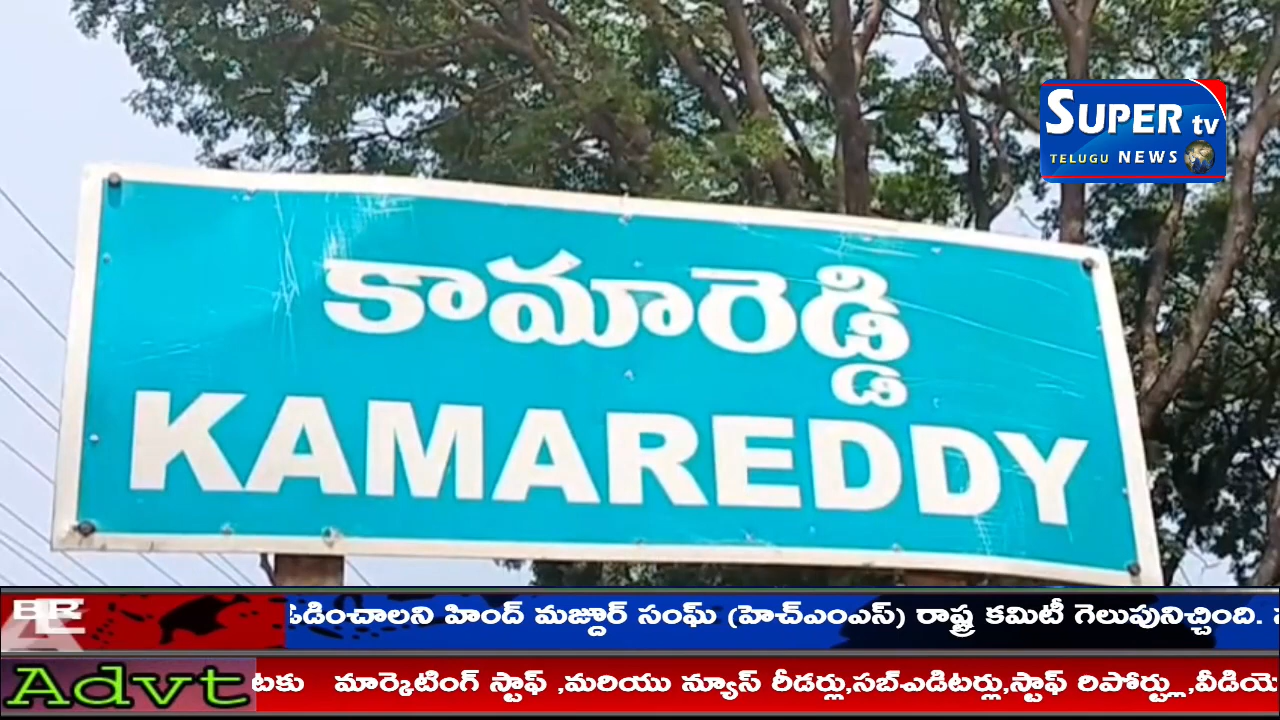 SUPER tv
TELUGU NEWS
కామారెడ్డి
KAMAREDDY
హింద్ మజ్దూర్ సంఘ్ (హెచ్ఎంఎస్) రాష్ట్ర కమిటీ గెలుపునిచ్చింది.
Advt మార్కెటింగ్ స్టాఫ్ ,మరియు న్యూస్ రీడర్లు,సబ్ఎడిటర్లు,స్టాఫ్ రిపోర్ట్లు,